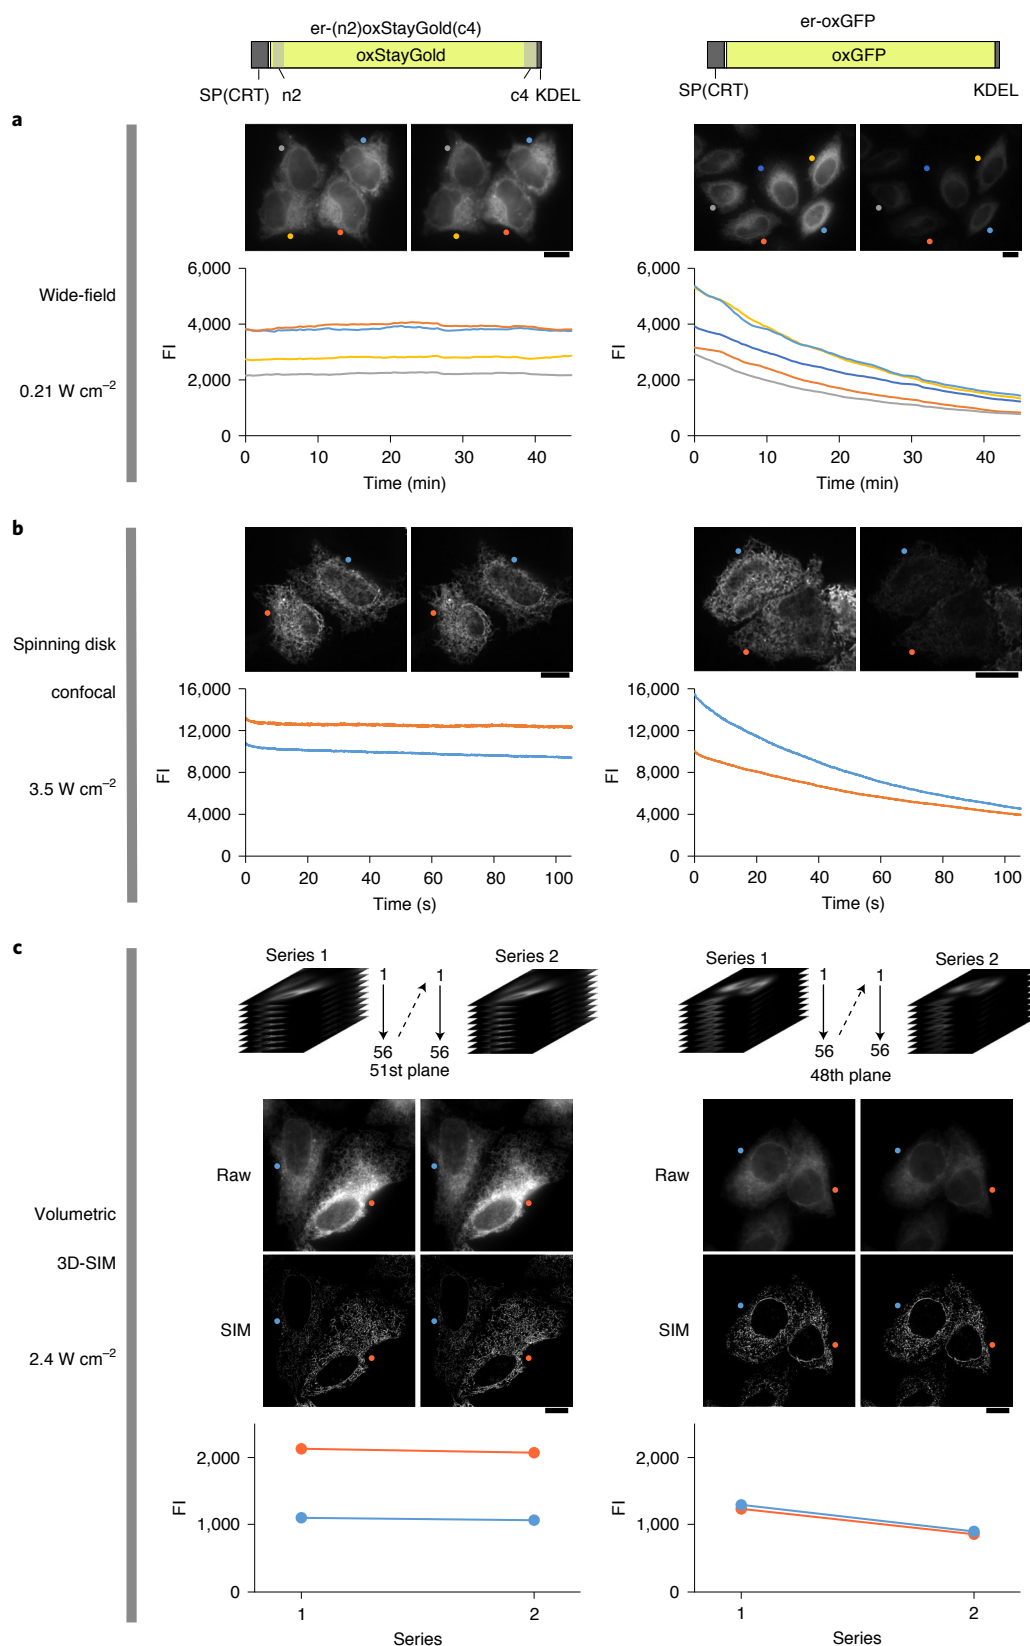 er-(n2)oxStayGold(c4)
er-oxGFP
oxStayGold
oxGFP
SP(CRT)
n2
c4 KDEL
SP(CRT)
KDEL
a
Wide-field
0.21 W cm⁻²
6,000
4,000
2,000
0
FI
0 10 20 30 40
Time (min)
6,000
4,000
2,000
0
FI
0 10 20 30 40
Time (min)
b
Spinning disk
confocal
3.5 W cm⁻²
16,000
12,000
8,000
4,000
0
FI
0 20 40 60 80 100
Time (s)
16,000
12,000
8,000
4,000
0
FI
0 20 40 60 80 100
Time (s)
c
Volumetric
3D-SIM
2.4 W cm⁻²
Series 1
1
1
Series 2
56
56
51st plane
Series 1
1
1
Series 2
56
56
48th plane
Raw
Raw
SIM
SIM
2,000
1,000
0
FI
1 2
Series
2,000
1,000
0
FI
1 2
Series